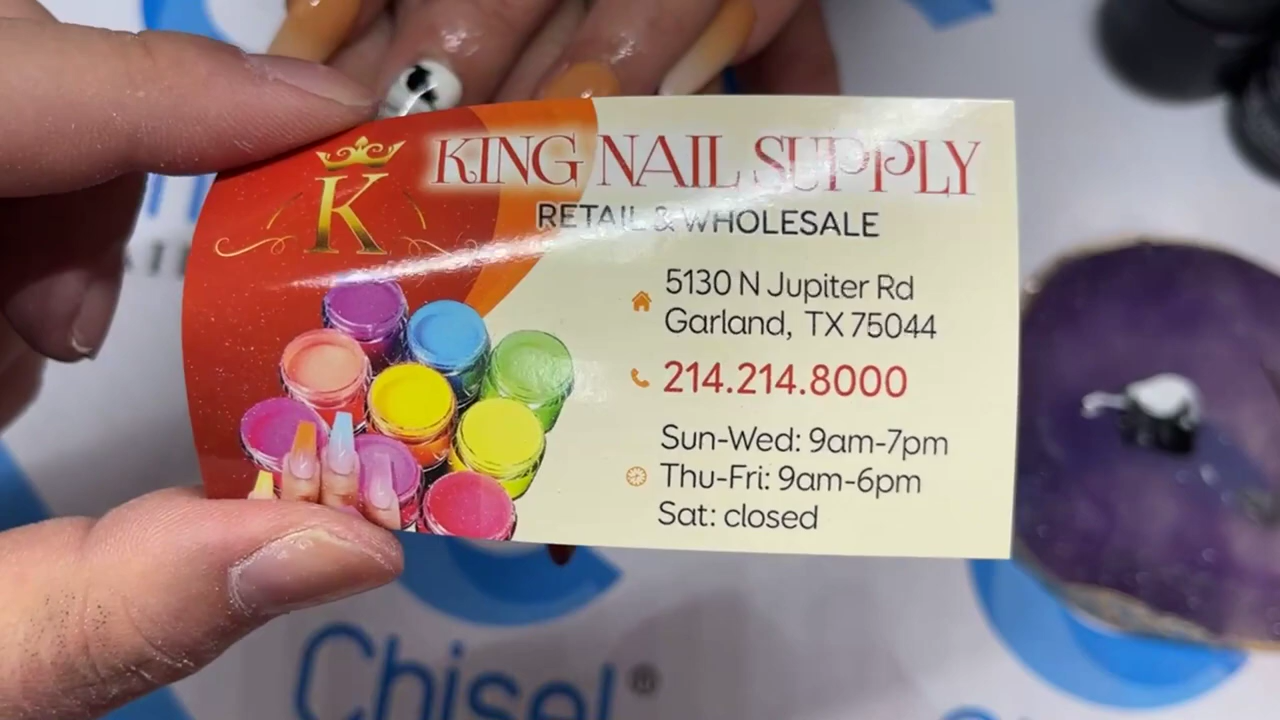 K
KING NAIL SUPPLY
RETAIL & WHOLESALE
5130 N Jupiter Rd
Garland, TX 75044
214.214.8000
Sun-Wed: 9am-7pm
Thu-Fri: 9am-6pm
Sat: closed
Chisel®